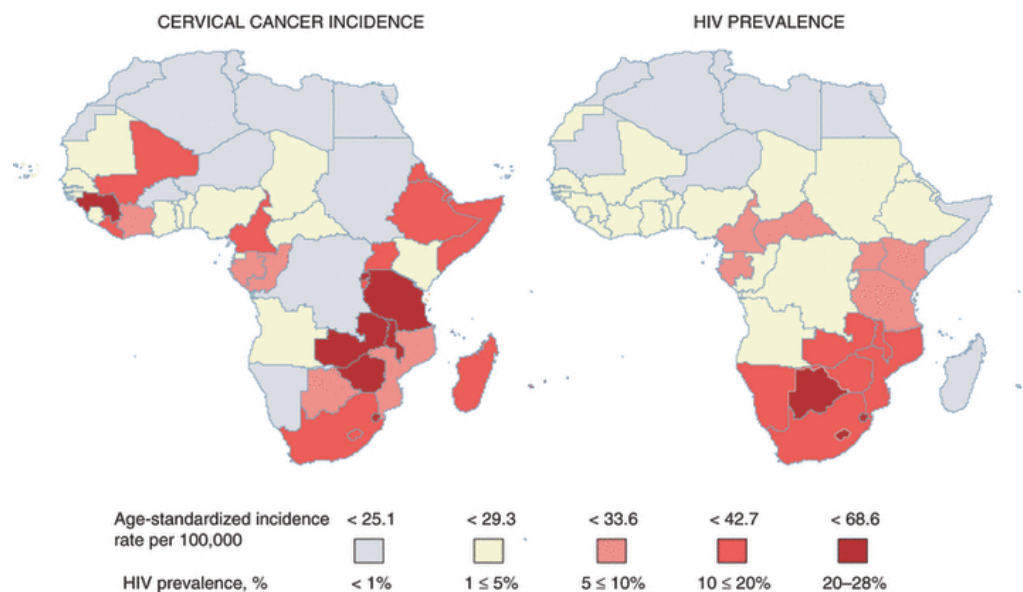 CERVICAL CANCER INCIDENCE
HIV PREVALENCE
Age-standardized incidence rate per 100,000
< 25.1
< 29.3
< 33.6
< 42.7
< 68.6
HIV prevalence, %
< 1%
1 ≤ 5%
5 ≤ 10%
10 ≤ 20%
20–28%